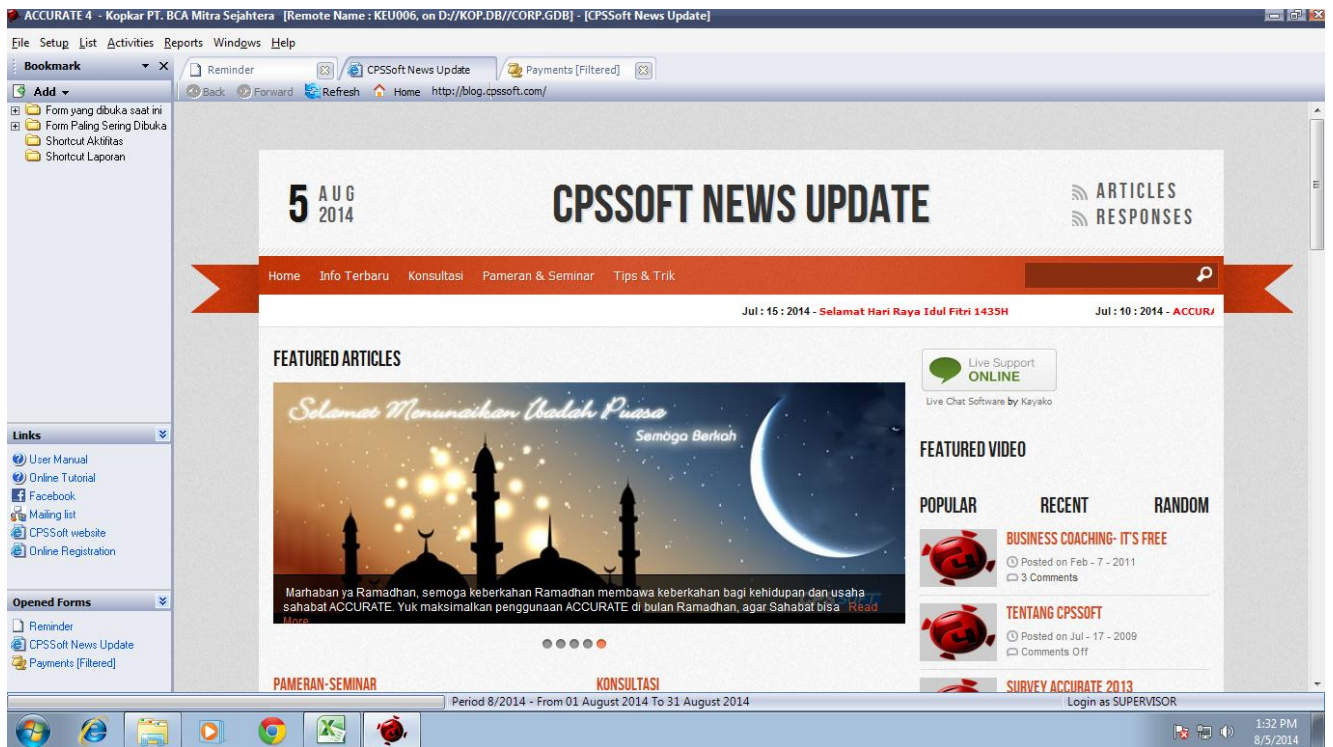 ACCURATE 4 - Kopkar PT. BCA Mitra Sejahtera [Remote Name : KEU006, on D://KOP.DB//CORP.GDB] - [CPSSoft News Update]
File Setup List Activities Reports Windows Help
Bookmark
Reminder
CPSSoft News Update
Payments [Filtered]
Add
Back Forward Refresh Home http://blog.cpssoft.com/
Form yang dibuka saat ini
Form Paling Sering Dibuka
Shortcut Aktifitas
Shortcut Laporan
5 AUG 2014
CPSSOFT NEWS UPDATE
ARTICLES
RESPONSES
Home Info Terbaru Konsultasi Pameran & Seminar Tips & Trik
Jul : 15 : 2014 - Selamat Hari Raya Idul Fitri 1435H
Jul : 10 : 2014 - ACCURA
FEATURED ARTICLES
Selamat Menunaikan Ibadah Puasa
Semoga Berkah
Marhaban ya Ramadhan, semoga keberkahan Ramadhan membawa keberkahan bagi kehidupan dan usaha
sahabat ACCURATE. Yuk maksimalkan penggunaan ACCURATE di bulan Ramadhan, agar Sahabat bisa Read
More
Live Support
ONLINE
Live Chat Software by Kayako
FEATURED VIDEO
POPULAR RECENT RANDOM
BUSINESS COACHING- IT'S FREE
Posted on Feb - 7 - 2011
3 Comments
TENTANG CPSSOFT
Posted on Jul - 17 - 2009
Comments Off
SURVEY ACCURATE 2013
PAMERAN-SEMINAR
KONSULTASI
Links
User Manual
Online Tutorial
Facebook
Mailing list
CPSSoft website
Online Registration
Opened Forms
Reminder
CPSSoft News Update
Payments [Filtered]
Period 8/2014 - From 01 August 2014 To 31 August 2014
Login as SUPERVISOR
1:32 PM
8/5/2014